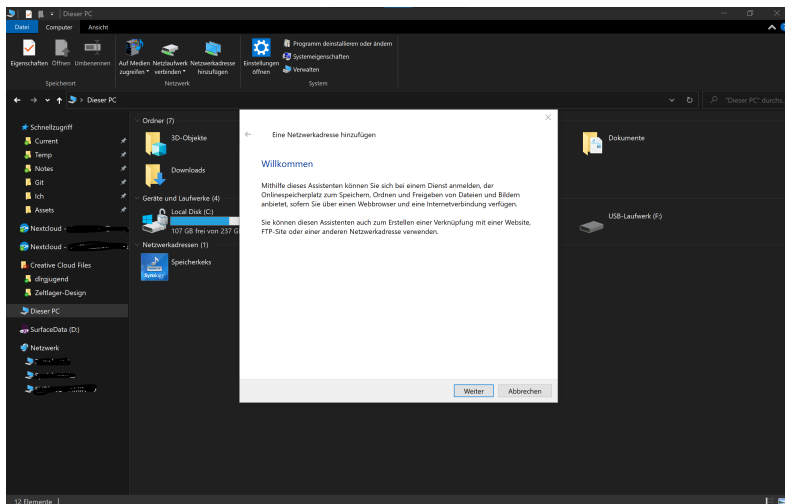 Dieser PC
Datei Computer Ansicht
Eigenschaften Öffnen Umbenennen
Auf Medien zugreifen
Netzlaufwerk verbinden
Netzwerkadresse hinzufügen
Einstellungen öffnen
Programm deinstallieren oder ändern
Systemeigenschaften
Verwalten
Speicherort
Netzwerk
System
Dieser PC
"Dieser PC" durchs.
Schnellzugriff
Current
Temp
Notes
Git
Ich
Assets
Nextcloud -
Nextcloud -
Creative Cloud Files
dlrgjugend
Zeltlager-Design
Dieser PC
SurfaceData (D:)
Netzwerk
Ordner (7)
3D-Objekte
Downloads
Dokumente
Geräte und Laufwerke (4)
Local Disk (C:)
107 GB frei von 237 G
USB-Laufwerk (F:)
Netzwerkadressen (1)
Speicherkeks
Synology
Eine Netzwerkadresse hinzufügen
Willkommen
Mithilfe dieses Assistenten können Sie sich bei einem Dienst anmelden, der
Onlinespeicherplatz zum Speichern, Ordnen und Freigeben von Dateien und Bildern
anbietet, sofern Sie über einen Webbrowser und eine Internetverbindung verfügen.
Sie können diesen Assistenten auch zum Erstellen einer Verknüpfung mit einer Website,
FTP-Site oder einer anderen Netzwerkadresse verwenden.
Weiter Abbrechen
12 Elemente